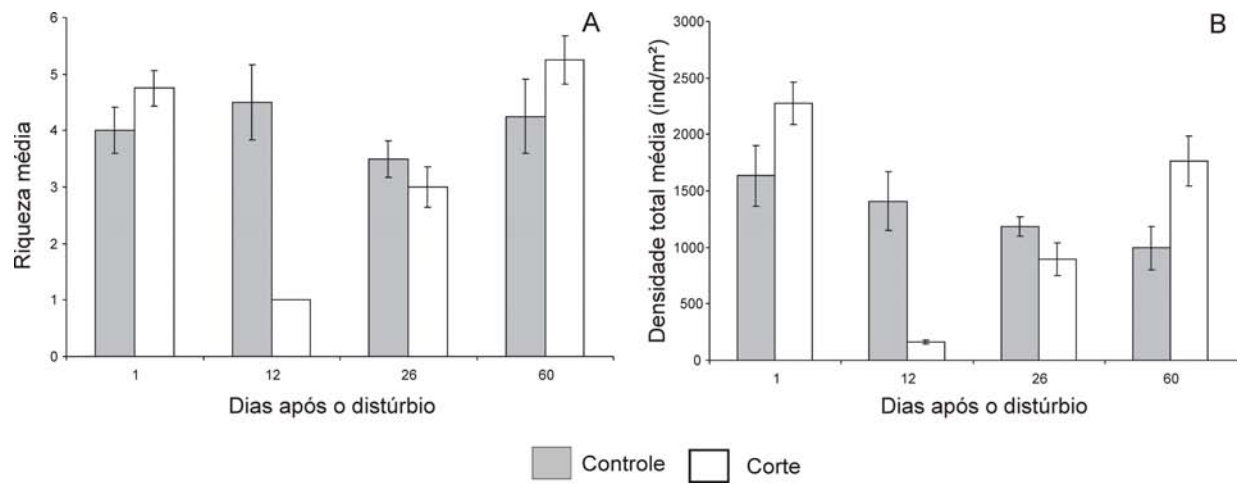 A
Riqueza média
6
5
4
3
2
1
0
1 12 26 60
Dias após o distúrbio
B
Densidade total média (ind/m²)
3000
2500
2000
1500
1000
500
0
1 12 26 60
Dias após o distúrbio
Controle Corte